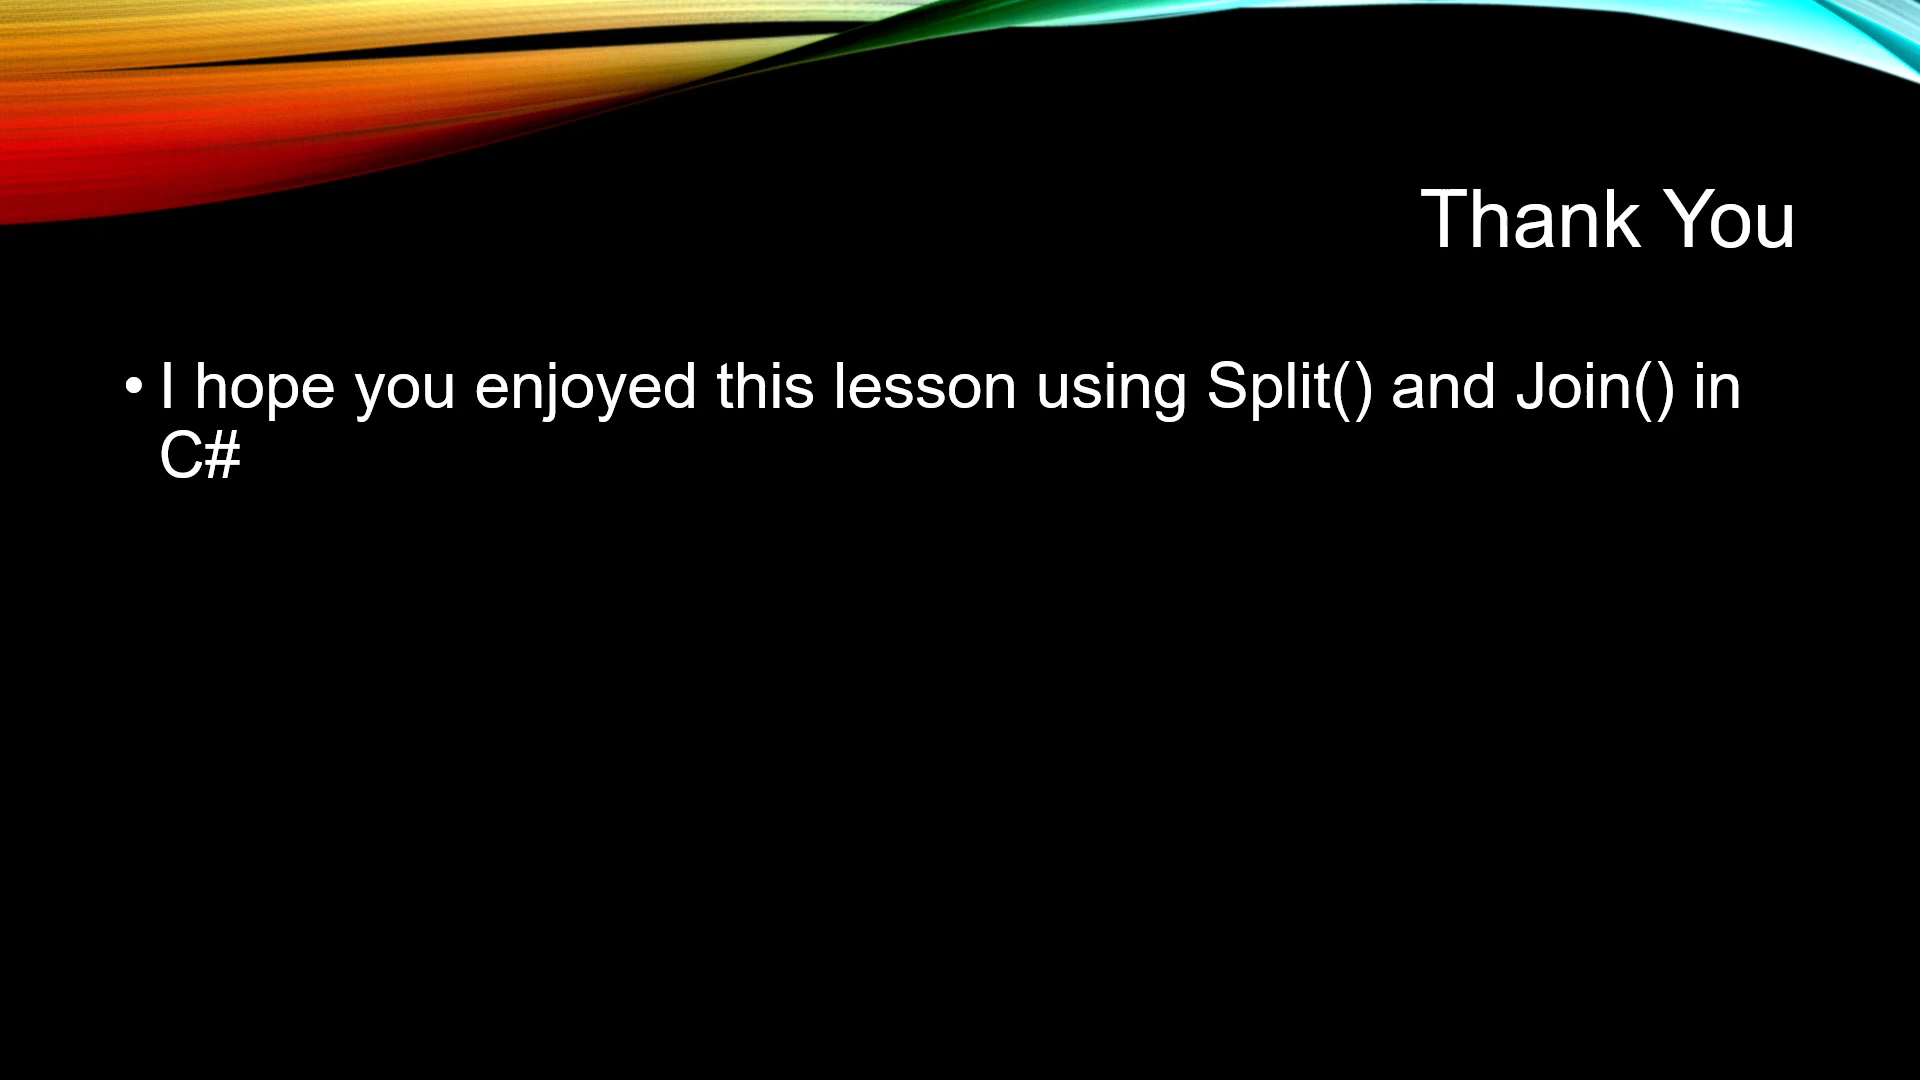 Thank You
• I hope you enjoyed this lesson using Split() and Join() in
C#